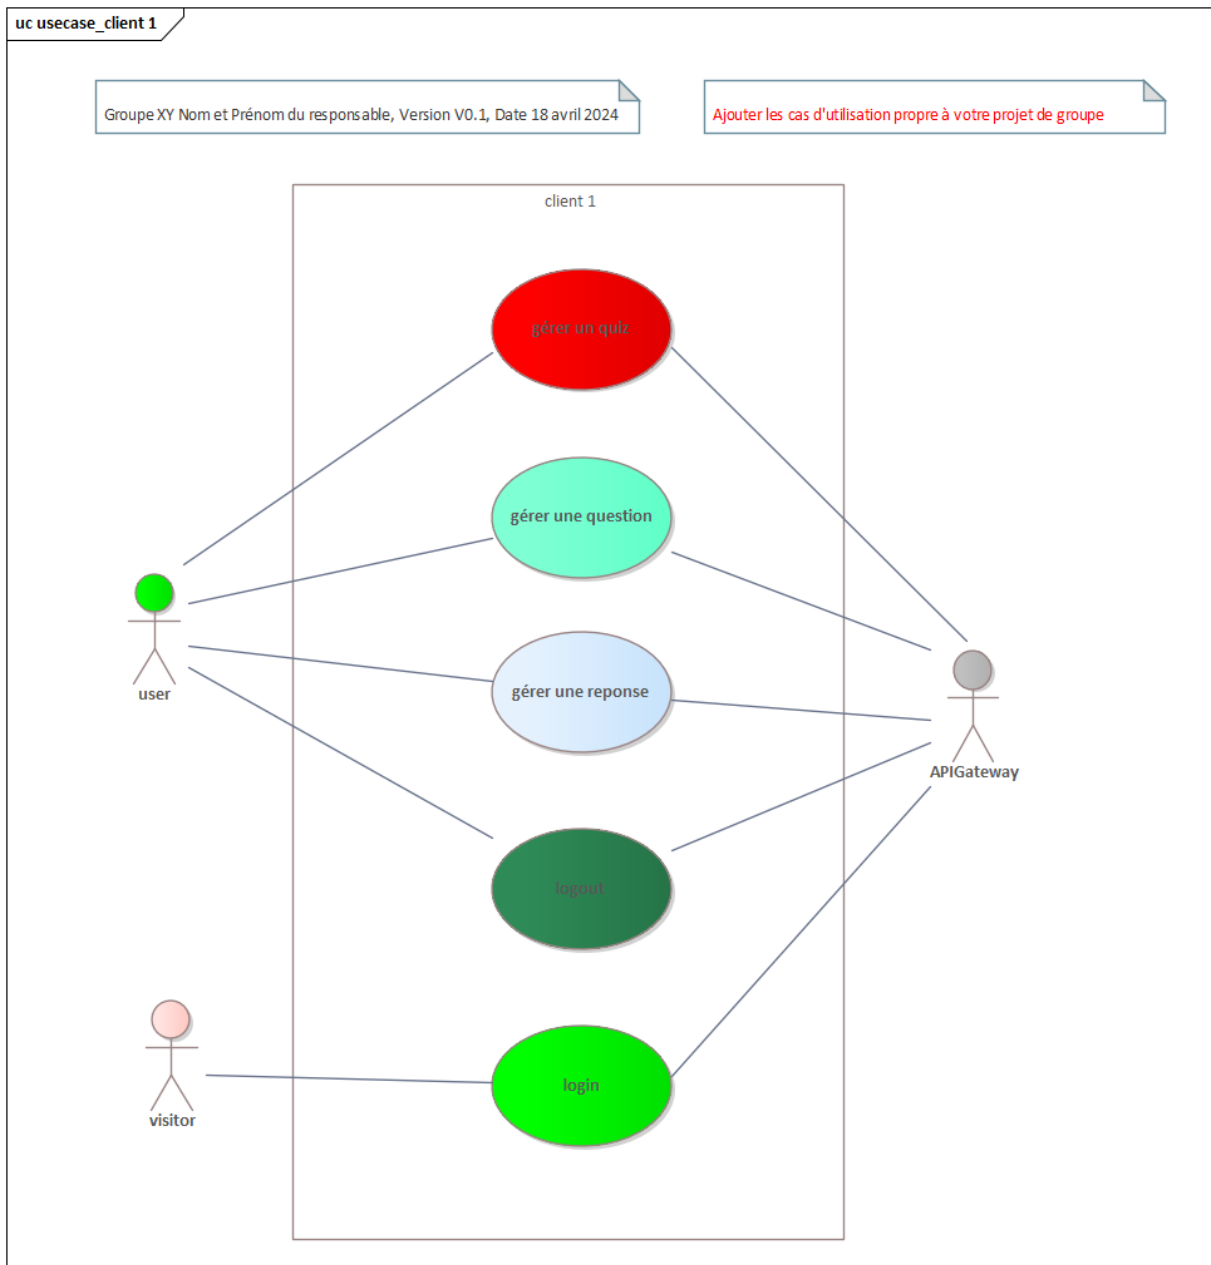 uc usecase_client 1
Groupe XY Nom et Prénom du responsable, Version V0.1, Date 18 avril 2024
Ajouter les cas d'utilisation propre à votre projet de groupe
client 1
gérer un quiz
gérer une question
user
gérer une reponse
APIGateway
logout
login
visitor